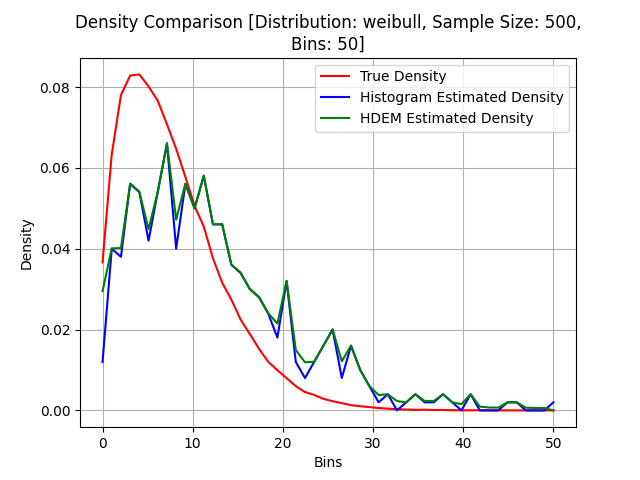 Density Comparison [Distribution: weibull, Sample Size: 500,
Bins: 50]
True Density
Histogram Estimated Density
HDEM Estimated Density
Density
0.08
0.06
0.04
0.02
0.00
0
10
20
30
40
50
Bins